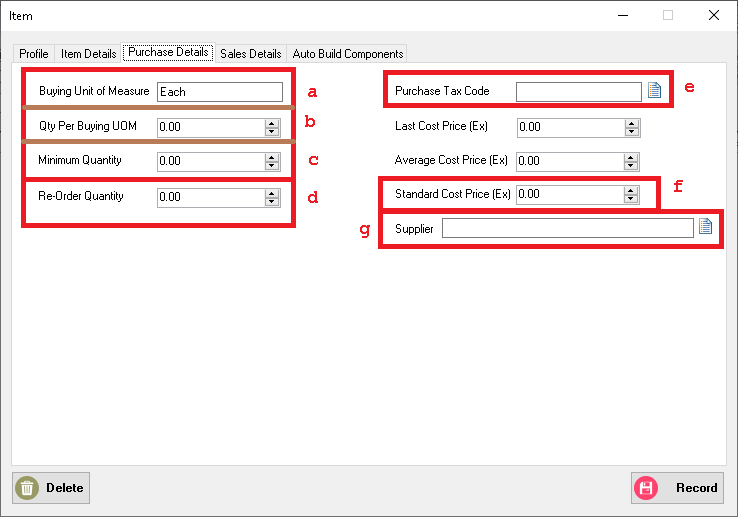 Item
Profile Item Details Purchase Details Sales Details Auto Build Components
Buying Unit of Measure Each a
Qty Per Buying UOM 0.00 b
Minimum Quantity 0.00 c
Re-Order Quantity 0.00 d
Purchase Tax Code e
Last Cost Price (Ex) 0.00
Average Cost Price (Ex) 0.00
Standard Cost Price (Ex) 0.00 f
g Supplier
Delete Record